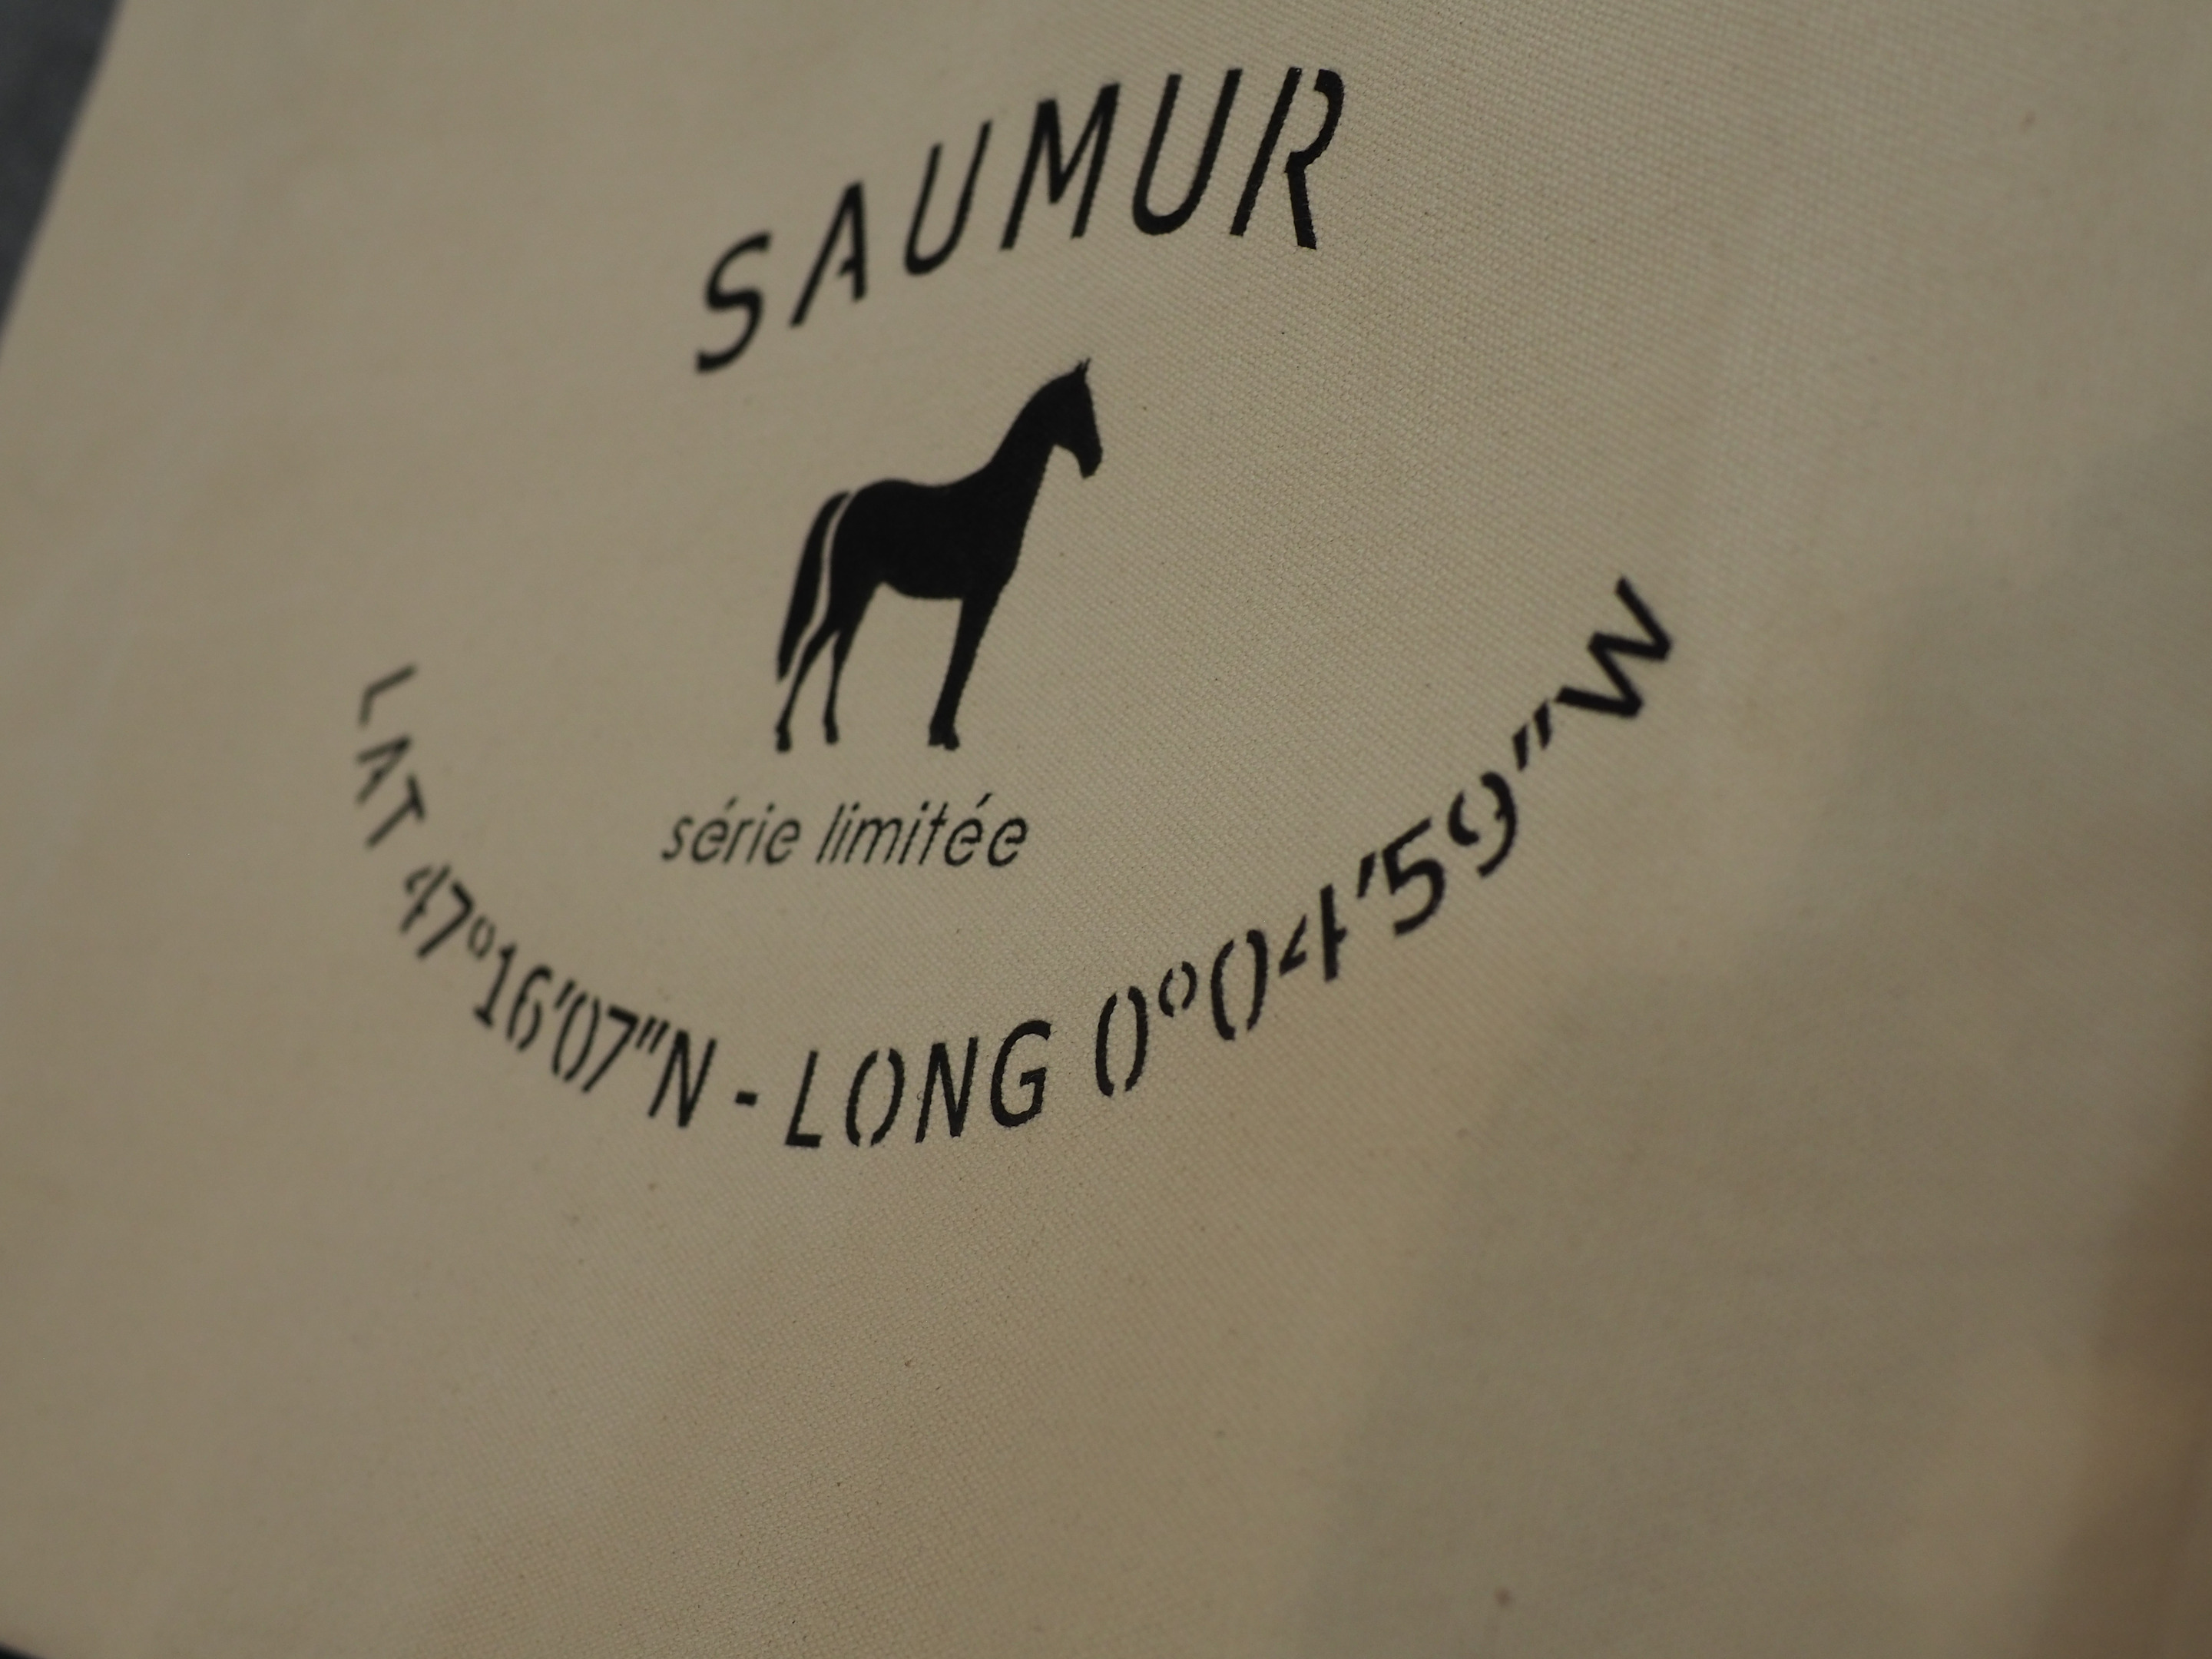 SAUMUR
série limitée
LAT 47°16'07"N - LONG 0°04'59"W